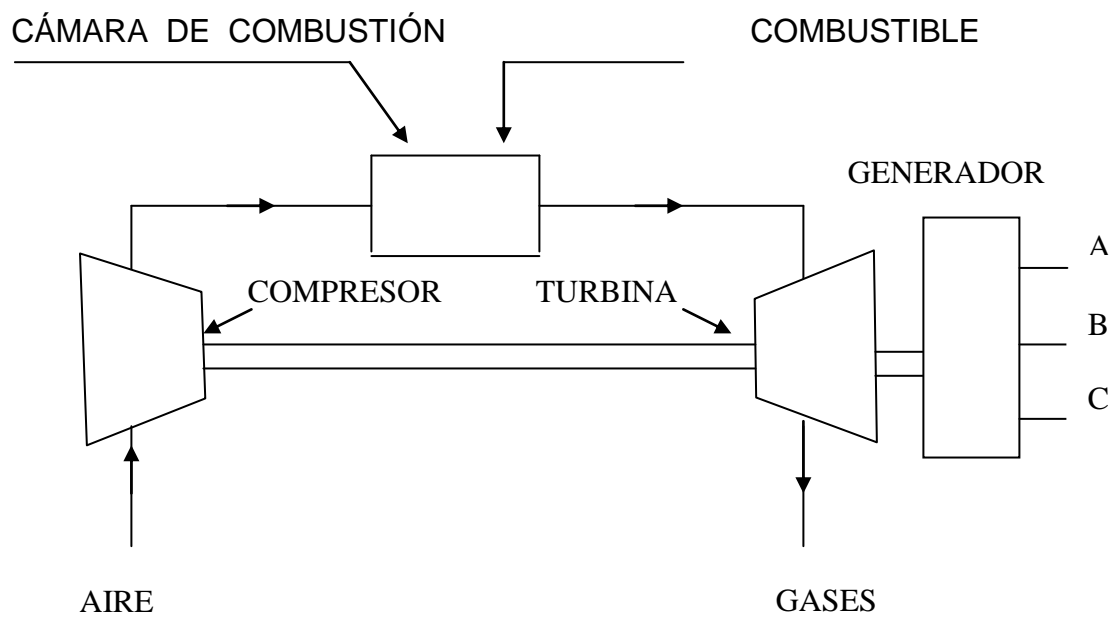 CÁMARA DE COMBUSTIÓN
COMBUSTIBLE
GENERADOR
A
COMPRESOR
TURBINA
B
C
AIRE
GASES